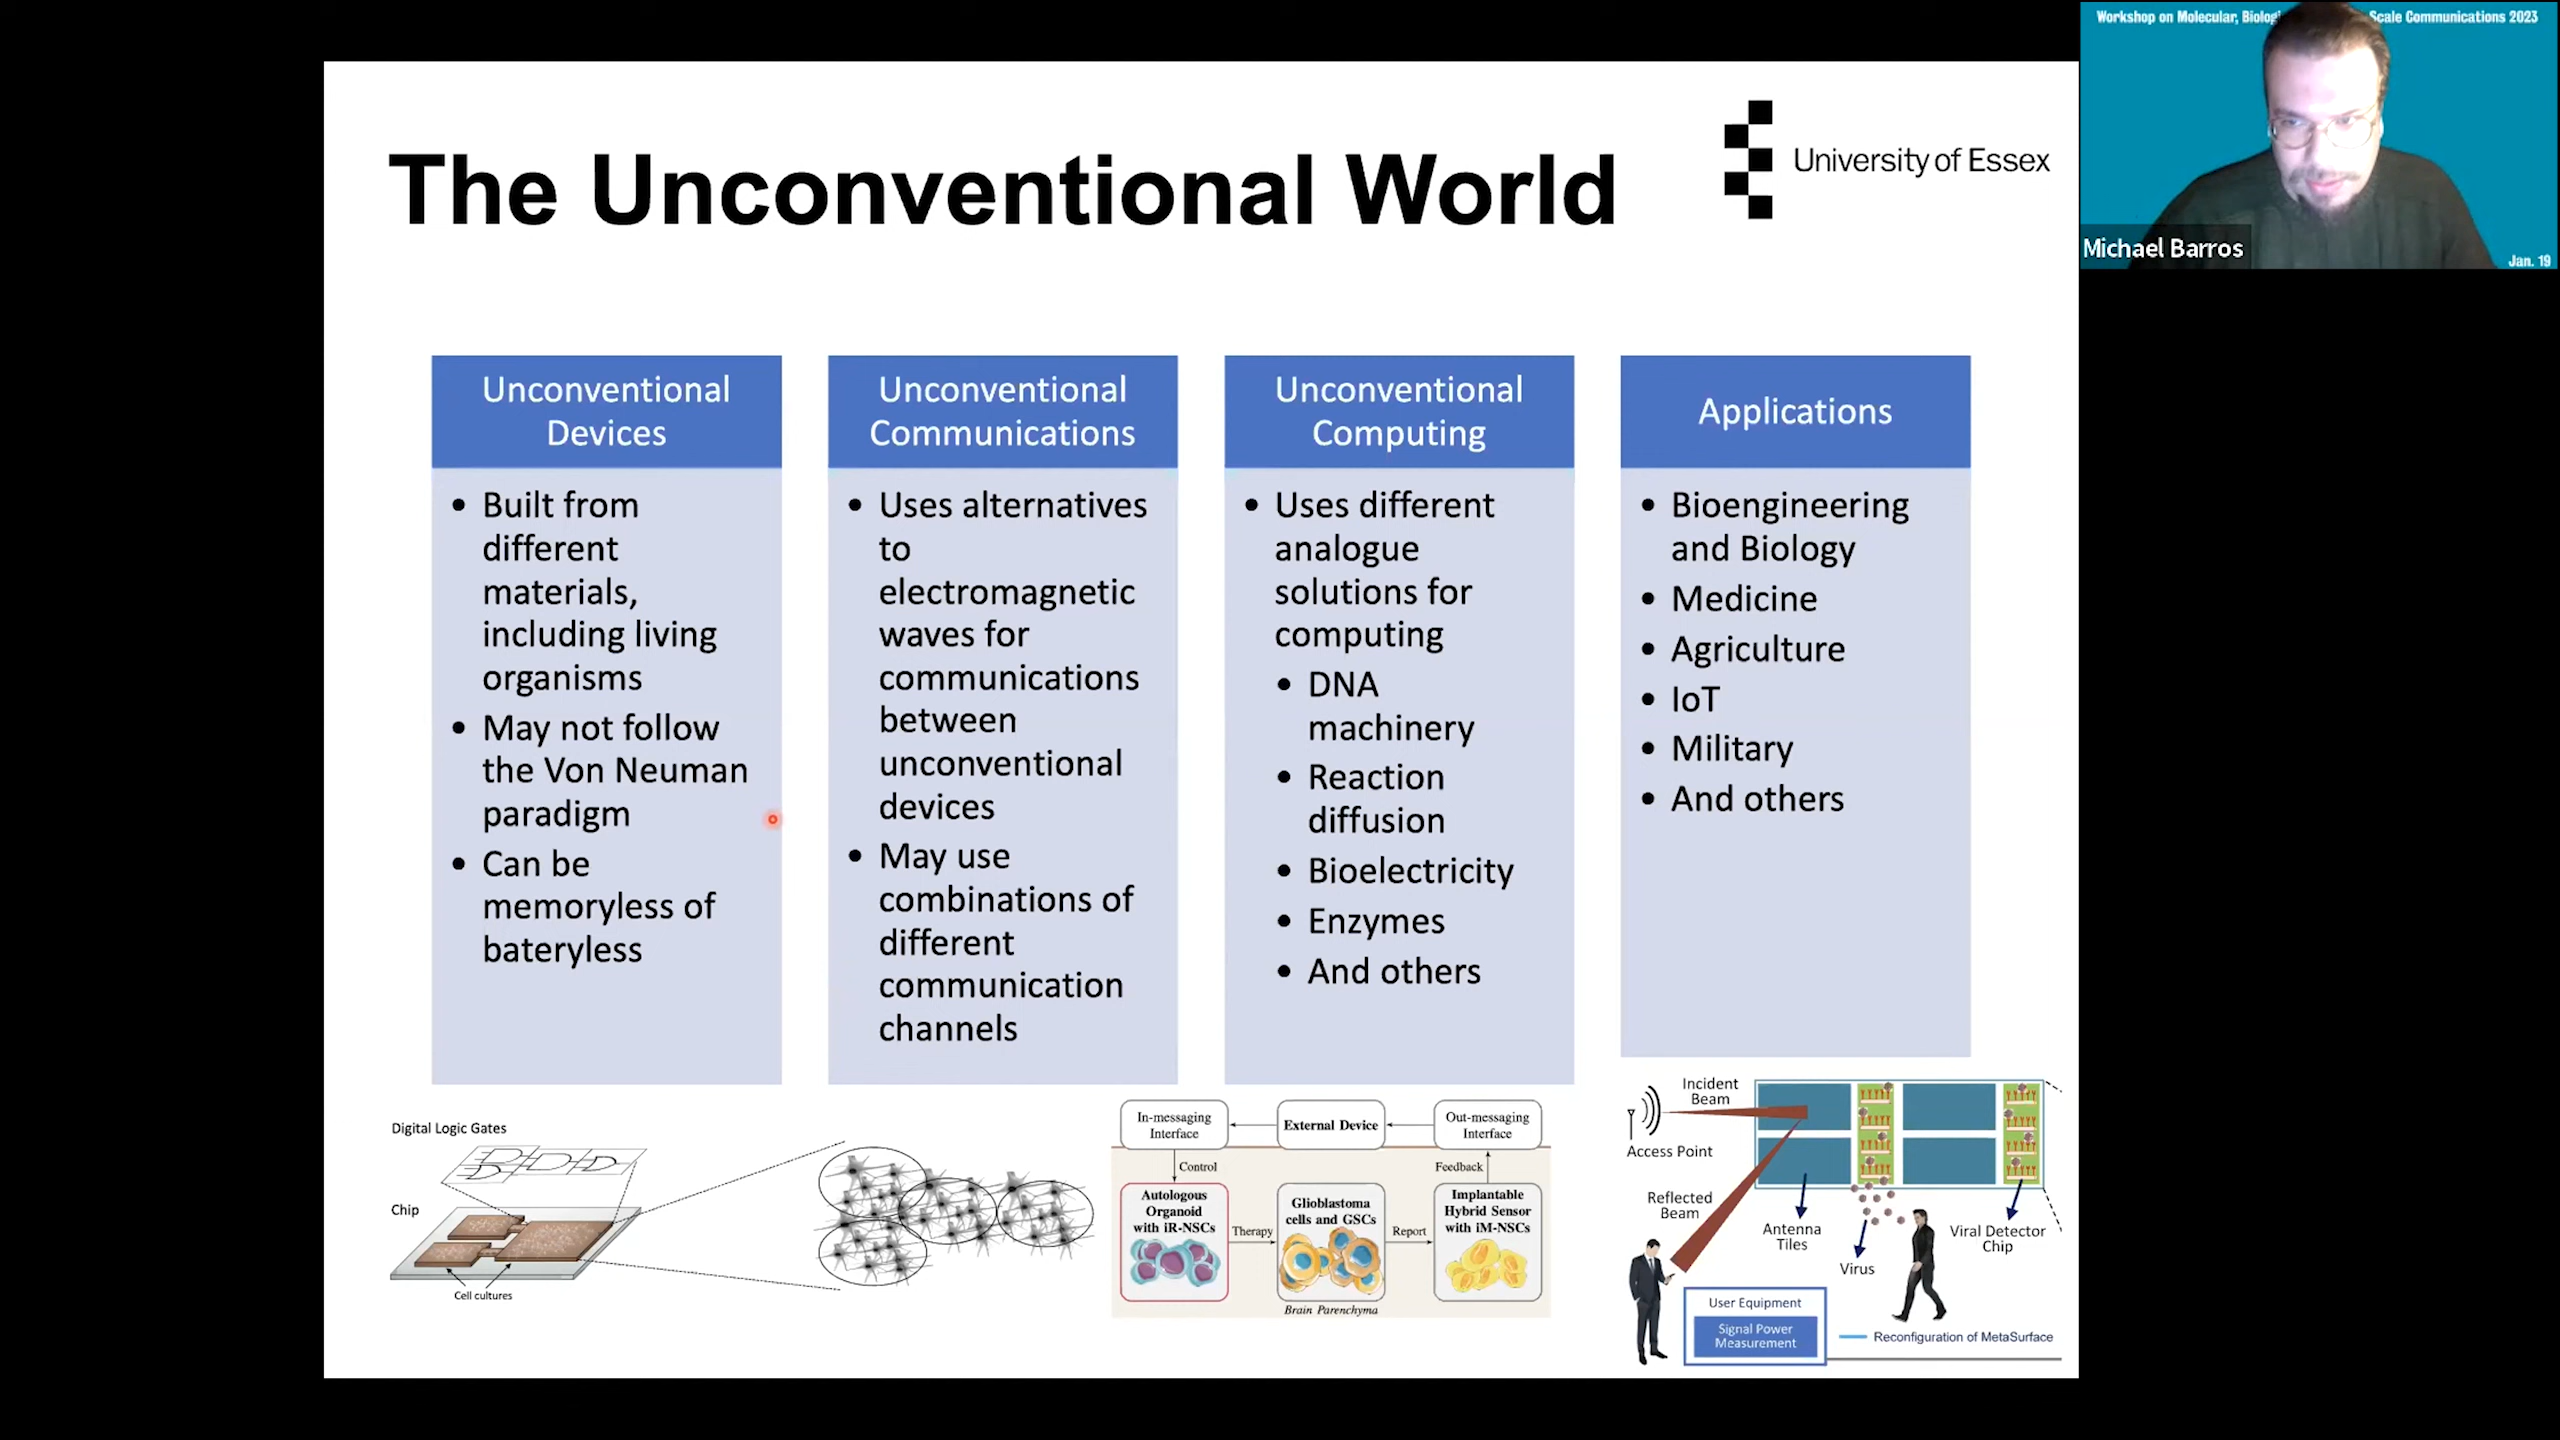 Workshop on Molecular, Biolog Scale Communications 2023
Michael Barros
Jan. 19
The Unconventional World
University of Essex
Unconventional
Devices
• Built from
different
materials,
including living
organisms
• May not follow
the Von Neuman
paradigm
• Can be
memoryless of
bateryless
Unconventional
Communications
• Uses alternatives
to
electromagnetic
waves for
communications
between
unconventional
devices
• May use
combinations of
different
communication
channels
Unconventional
Computing
• Uses different
analogue
solutions for
computing
• DNA
machinery
• Reaction
diffusion
• Bioelectricity
• Enzymes
• And others
Applications
• Bioengineering
and Biology
• Medicine
• Agriculture
• IoT
• Military
• And others
Digital Logic Gates
Chip
Cell cultures
In-messaging
Interface
External Device
Out-messaging
Interface
Control
Feedback
Autologous
Organoid
with iR-NSCs
Therapy
Glioblastoma
cells and GSCs
Report
Implantable
Hybrid Sensor
with iM-NSCs
Brain Parenchyma
Incident
Beam
Access Point
Reflected
Beam
Antenna
Tiles
Virus
Viral Detector
Chip
User Equipment
Signal Power
Measurement
Reconfiguration of MetaSurface